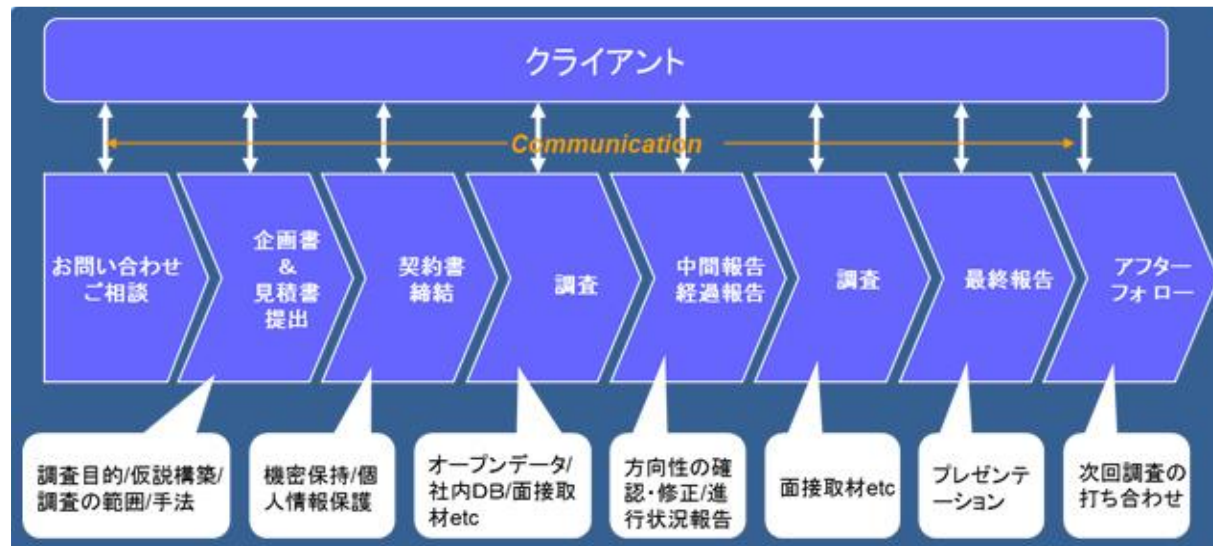 クライアント
Communication
お問い合わせ
ご相談
企画書
&
見積書
提出
契約書
締結
調査
中間報告
経過報告
調査
最終報告
アフター
フォロー
調査目的/仮説構築/
調査の範囲/手法
機密保持/個
人情報保護
オープンデータ/
社内DB/面接取
材etc
方向性の確
認・修正/進
行状況報告
面接取材etc
プレゼンテ
ーション
次回調査の
打ち合わせ